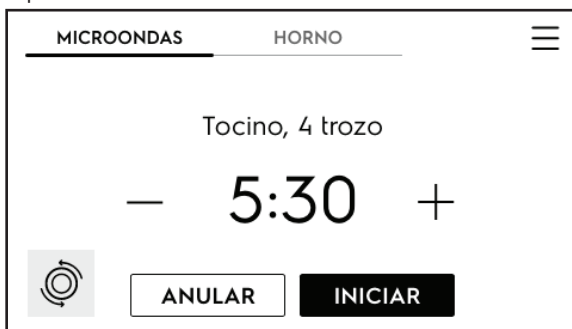 MICROONDAS HORNO
Tocino, 4 trozo
— 5:30 +
ANULAR INICIAR